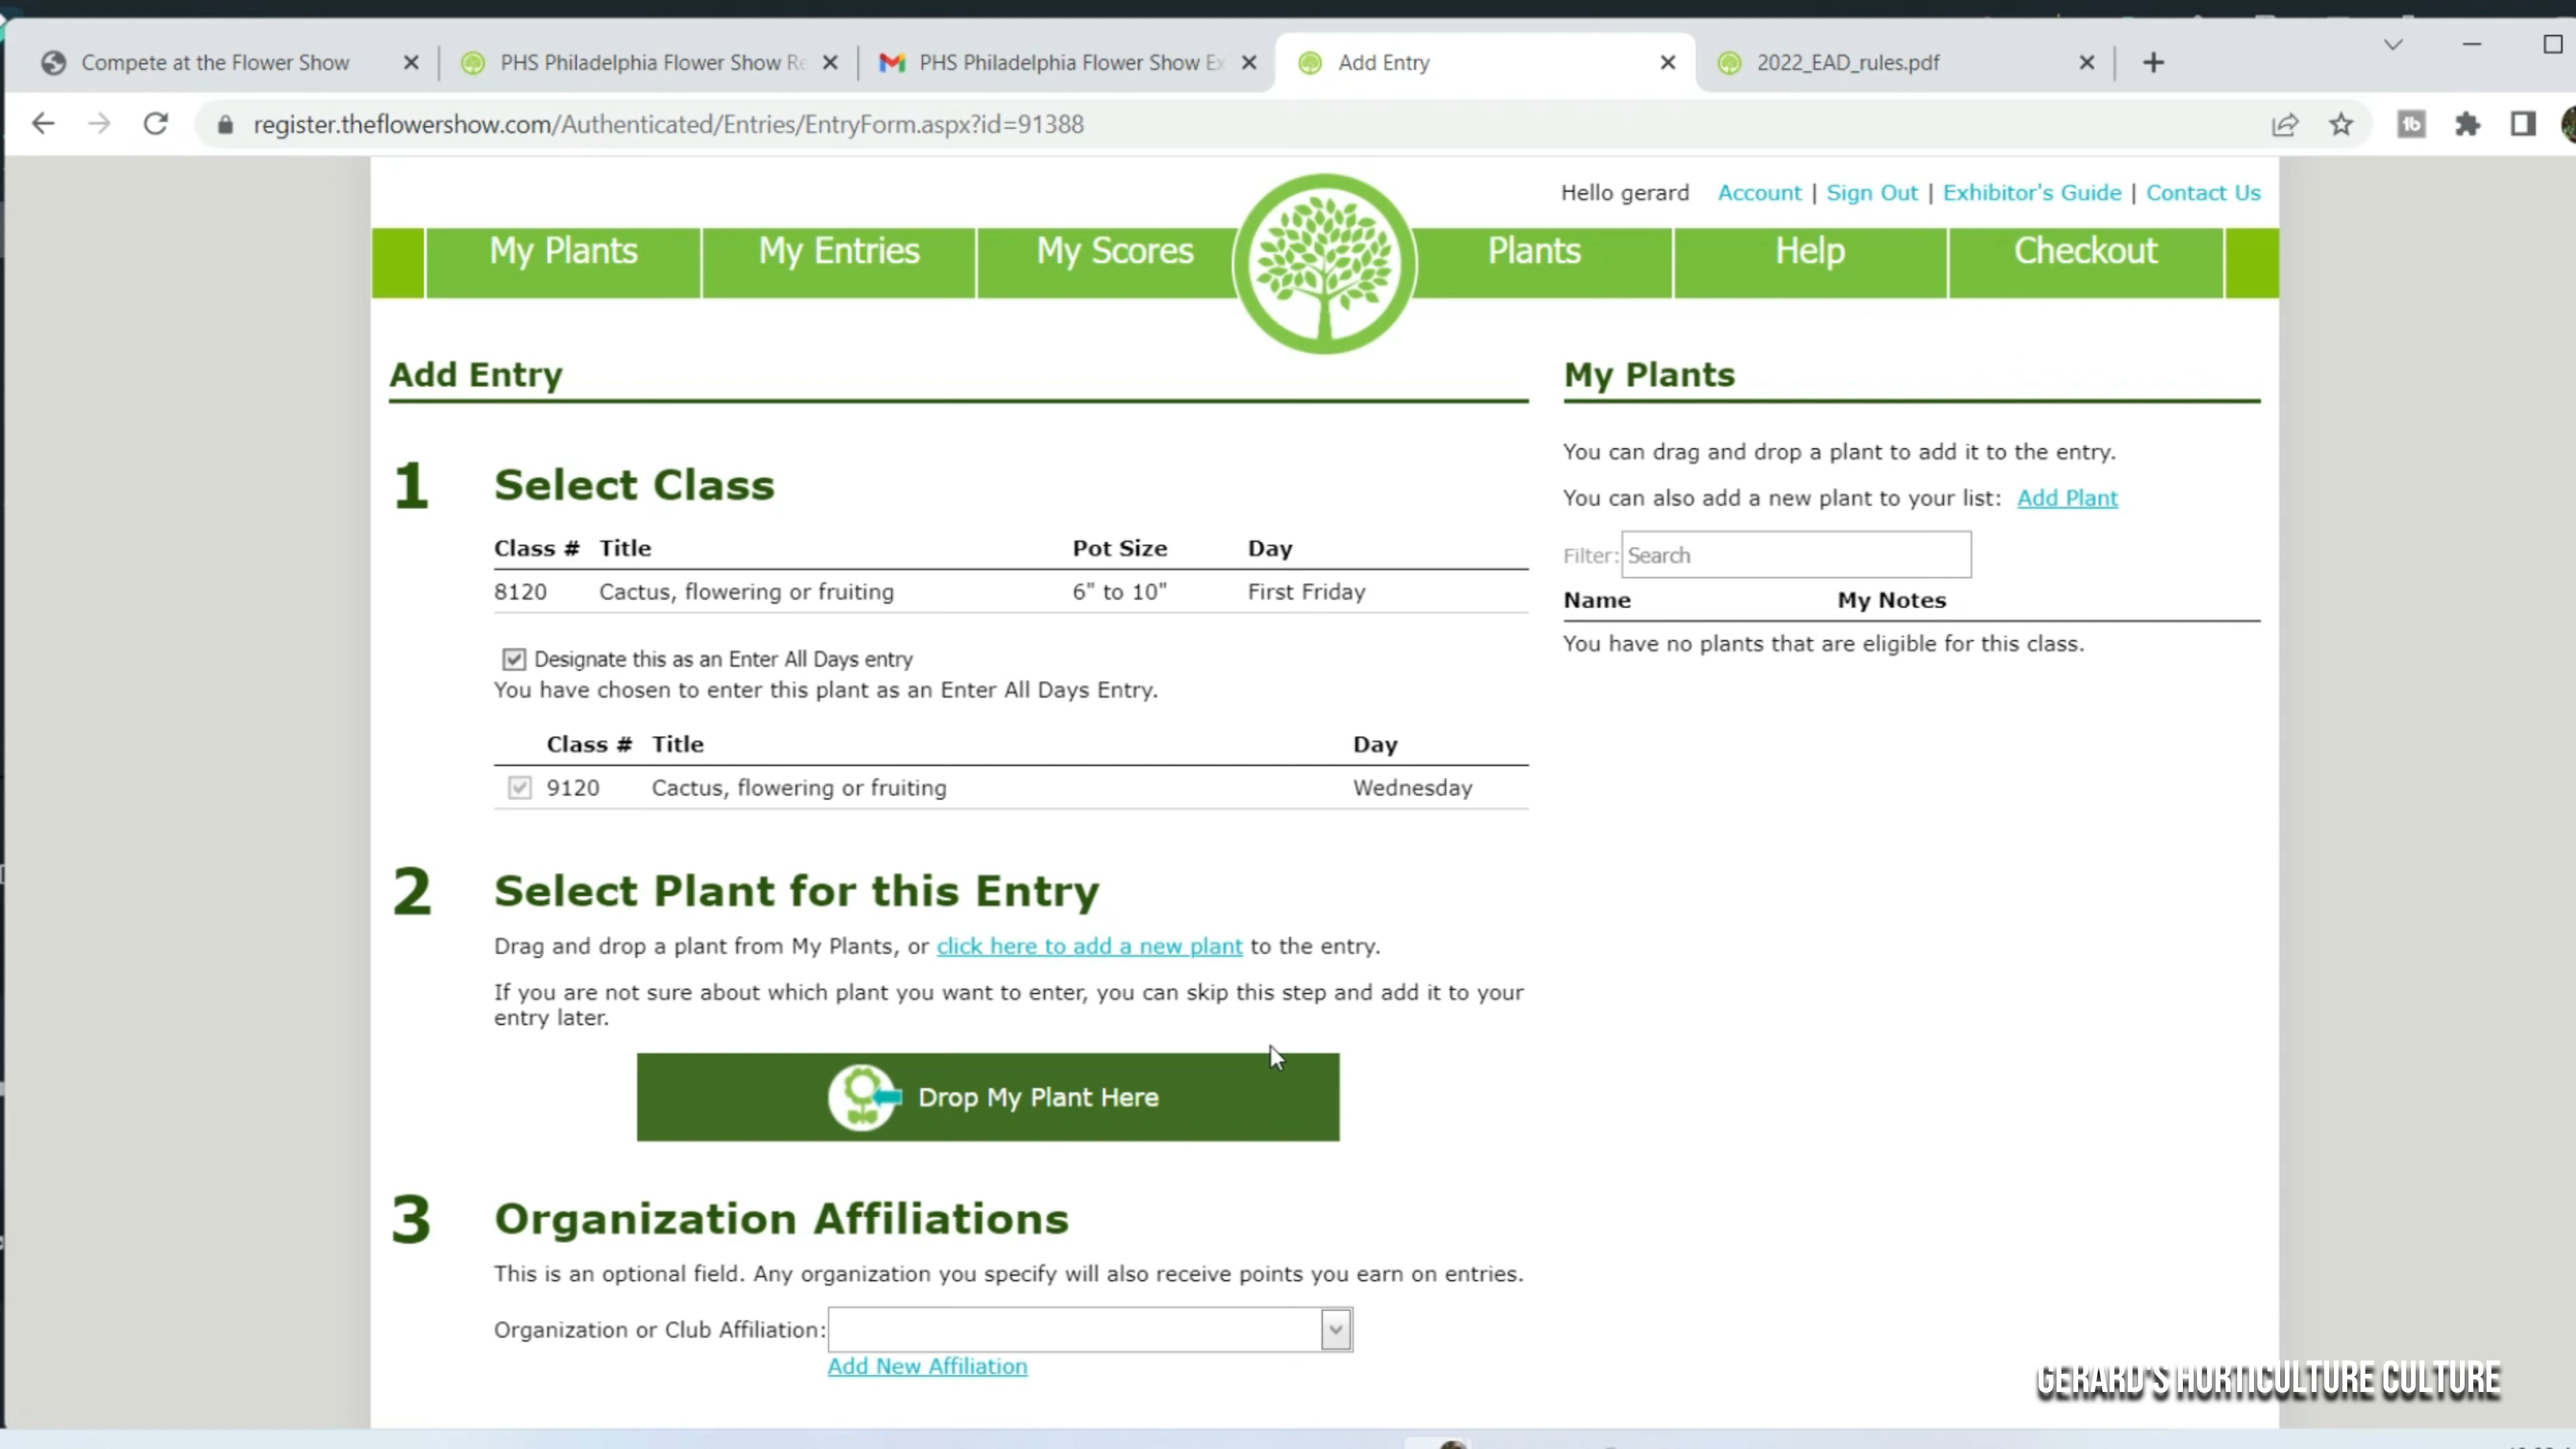 Compete at the Flower Show
PHS Philadelphia Flower Show Re
PHS Philadelphia Flower Show Ex
Add Entry
2022_EAD_rules.pdf
register.theflowershow.com/Authenticated/Entries/EntryForm.aspx?id=91388
Hello gerard Account | Sign Out | Exhibitor's Guide | Contact Us
My Plants My Entries My Scores Plants Help Checkout
Add Entry
1 Select Class
Class # Title Pot Size Day
8120 Cactus, flowering or fruiting 6" to 10" First Friday
Designate this as an Enter All Days entry
You have chosen to enter this plant as an Enter All Days Entry.
Class # Title Day
9120 Cactus, flowering or fruiting Wednesday
2 Select Plant for this Entry
Drag and drop a plant from My Plants, or click here to add a new plant to the entry.
If you are not sure about which plant you want to enter, you can skip this step and add it to your
entry later.
Drop My Plant Here
3 Organization Affiliations
This is an optional field. Any organization you specify will also receive points you earn on entries.
Organization or Club Affiliation:
Add New Affiliation
My Plants
You can drag and drop a plant to add it to the entry.
You can also add a new plant to your list: Add Plant
Filter: Search
Name My Notes
You have no plants that are eligible for this class.
GERARD'S HORTICULTURE CULTURE